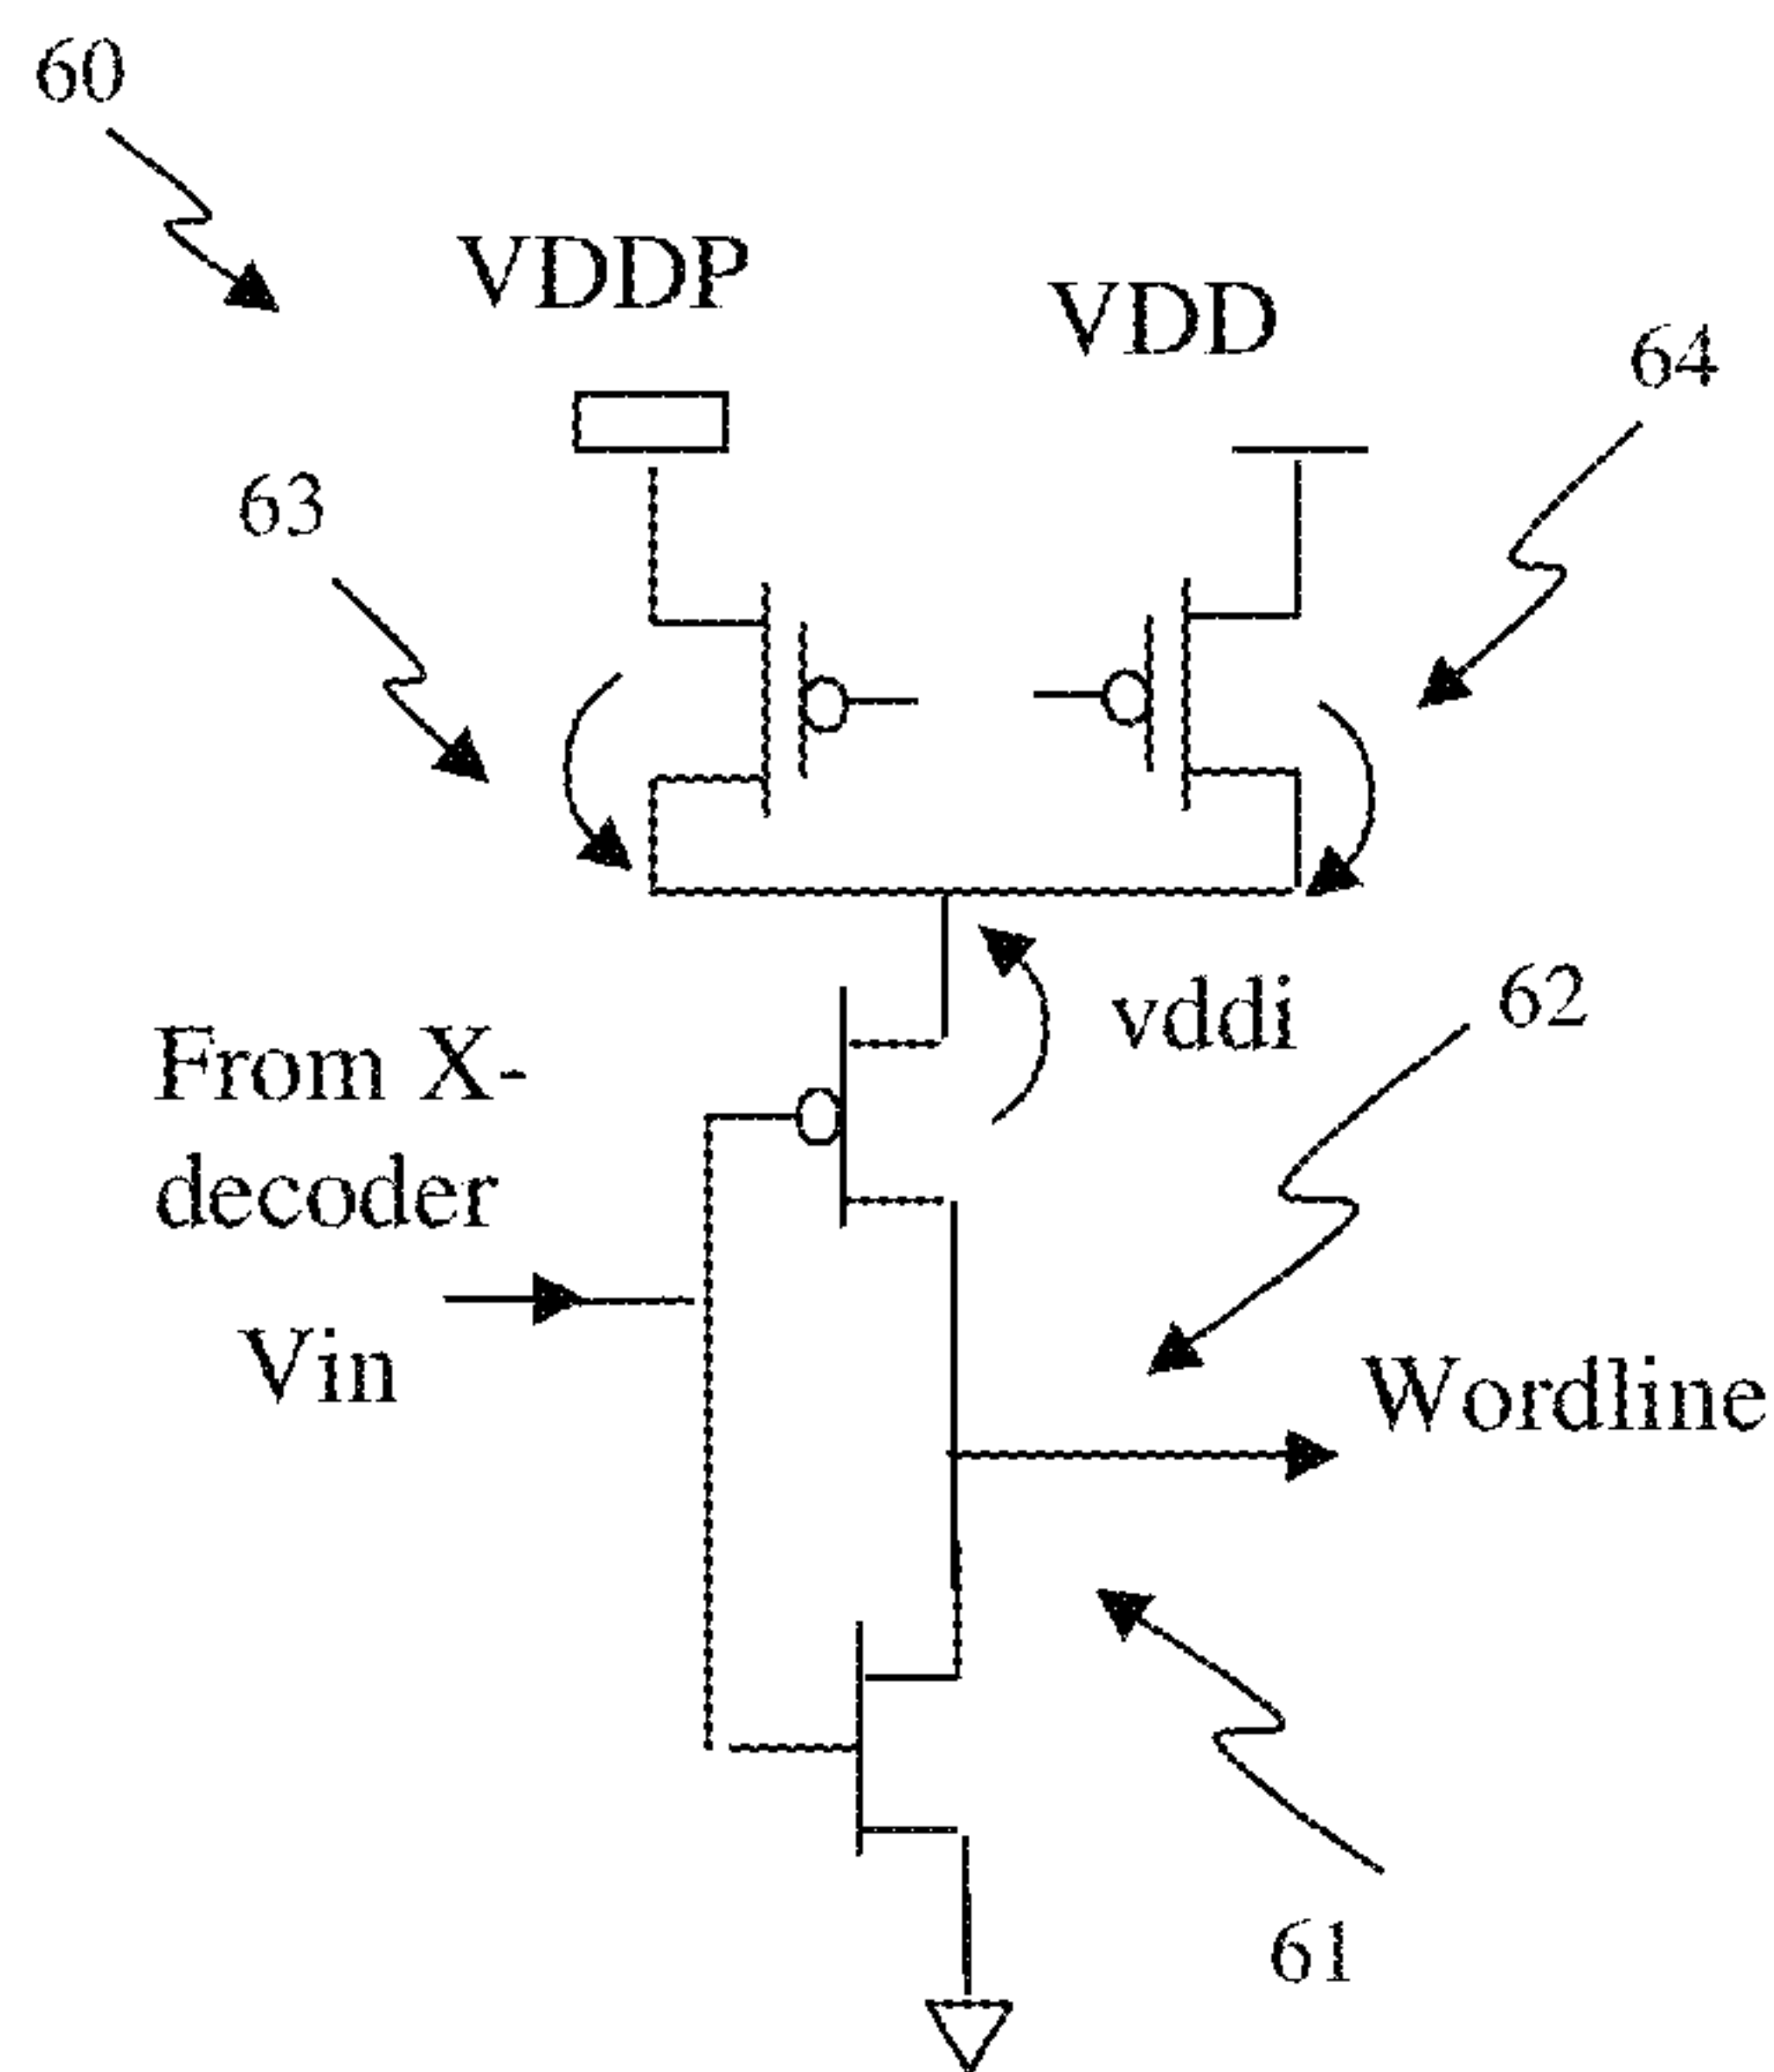 60
VDDP
VDD
64
63
vddi
62
From X-
decoder
Vin
Wordline
61